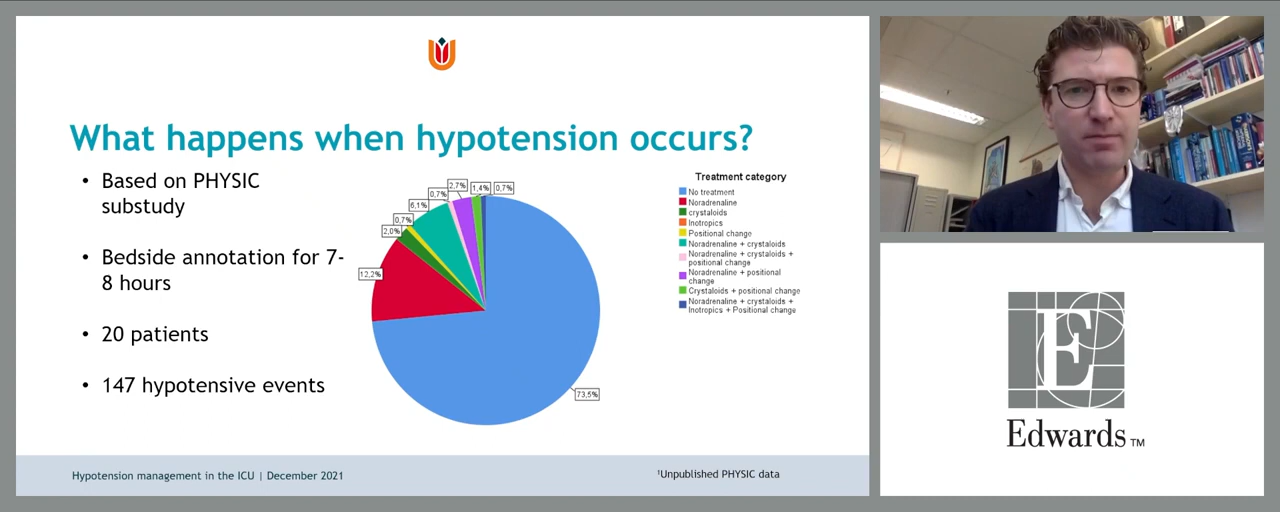 What happens when hypotension occurs?
• Based on PHYSIC
substudy
• Bedside annotation for 7-
8 hours
• 20 patients
• 147 hypotensive events
0,7%
2,7%
1,4%
0,7%
6,1%
0,7%
2,0%
12,2%
73,5%
Treatment category
No treatment
Noradrenaline
crystaloids
Inotropics
Positional change
Noradrenaline + crystaloids
Noradrenaline + crystaloids +
positional change
Noradrenaline + positional
change
Crystaloids + positional change
Noradrenaline + crystaloids +
Inotropics + Positional change
Hypotension management in the ICU | December 2021
¹Unpublished PHYSIC data
E
Edwards™